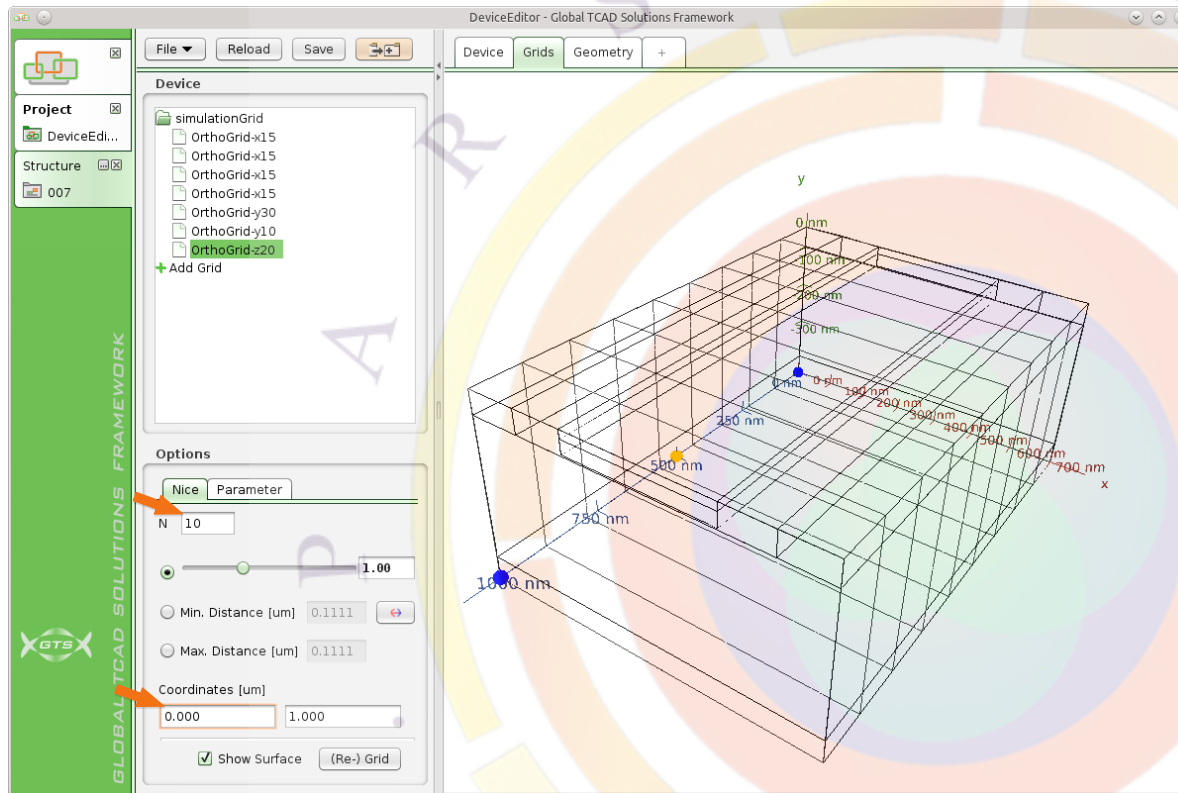 DeviceEditor - Global TCAD Solutions Framework
File Reload Save
Device Grids Geometry +
Project
DeviceEdi...
Structure
007
Device
simulationGrid
OrthoGrid-x15
OrthoGrid-x15
OrthoGrid-x15
OrthoGrid-x15
OrthoGrid-y30
OrthoGrid-y10
OrthoGrid-z20
Add Grid
Options
Nice Parameter
N 10
1.00
Min. Distance [um] 0.1111
Max. Distance [um] 0.1111
Coordinates [um]
0.000 1.000
Show Surface (Re-) Grid
GLOBAL TCAD SOLUTIONS FRAMEWORK
GTS
y
0 nm
-100 nm
-200 nm
-300 nm
0 nm
250 nm
500 nm
750 nm
1000 nm
0 nm
100 nm
200 nm
300 nm
400 nm
500 nm
600 nm
700 nm
x
P A R S